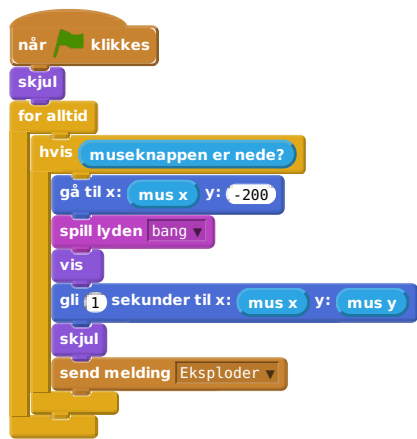 når klikkes
skjul
for alltid
hvis museknappen er nede?
gå til x: mus x y: -200
spill lyden bang
vis
gli 1 sekunder til x: mus x y: mus y
skjul
send melding Eksploder